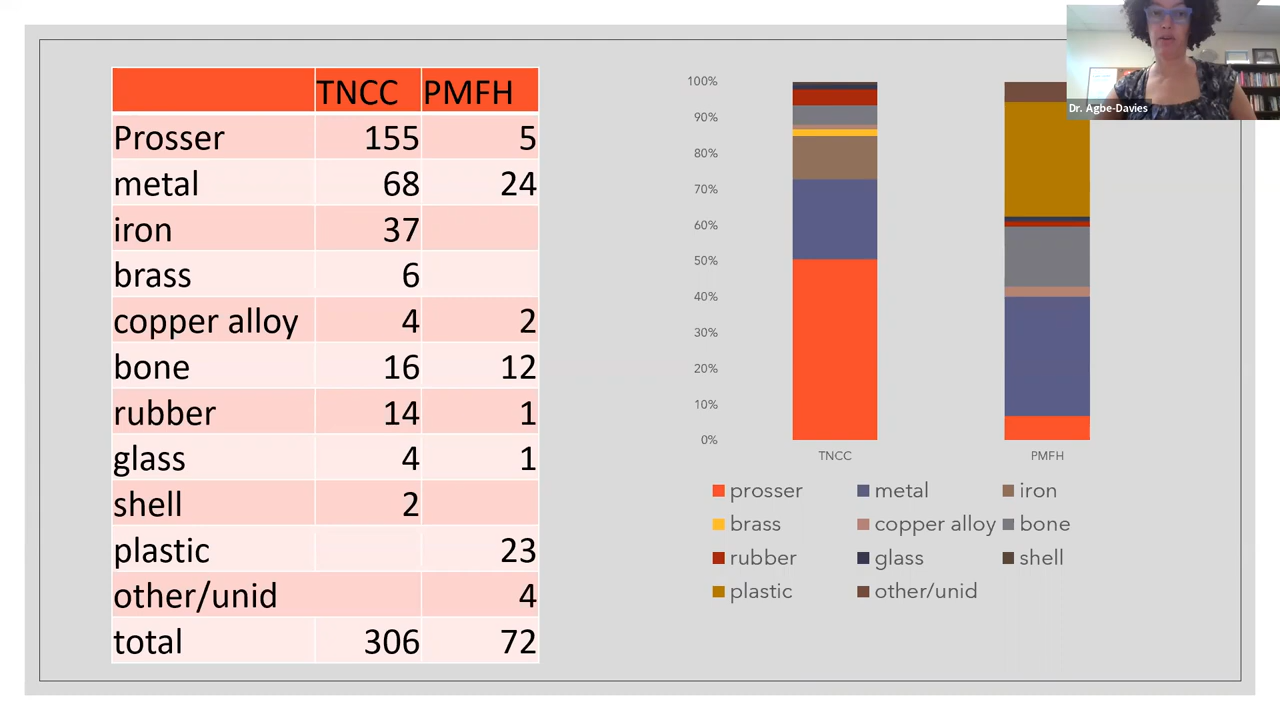 TNCC PMFH
Prosser 155 5
metal 68 24
iron 37
brass 6
copper alloy 4 2
bone 16 12
rubber 14 1
glass 4 1
shell 2
plastic 23
other/unid 4
total 306 72
100%
90%
80%
70%
60%
50%
40%
30%
20%
10%
0%
TNCC PMFH
prosser metal iron
brass copper alloy bone
rubber glass shell
plastic other/unid
Dr. Agbe-Davies